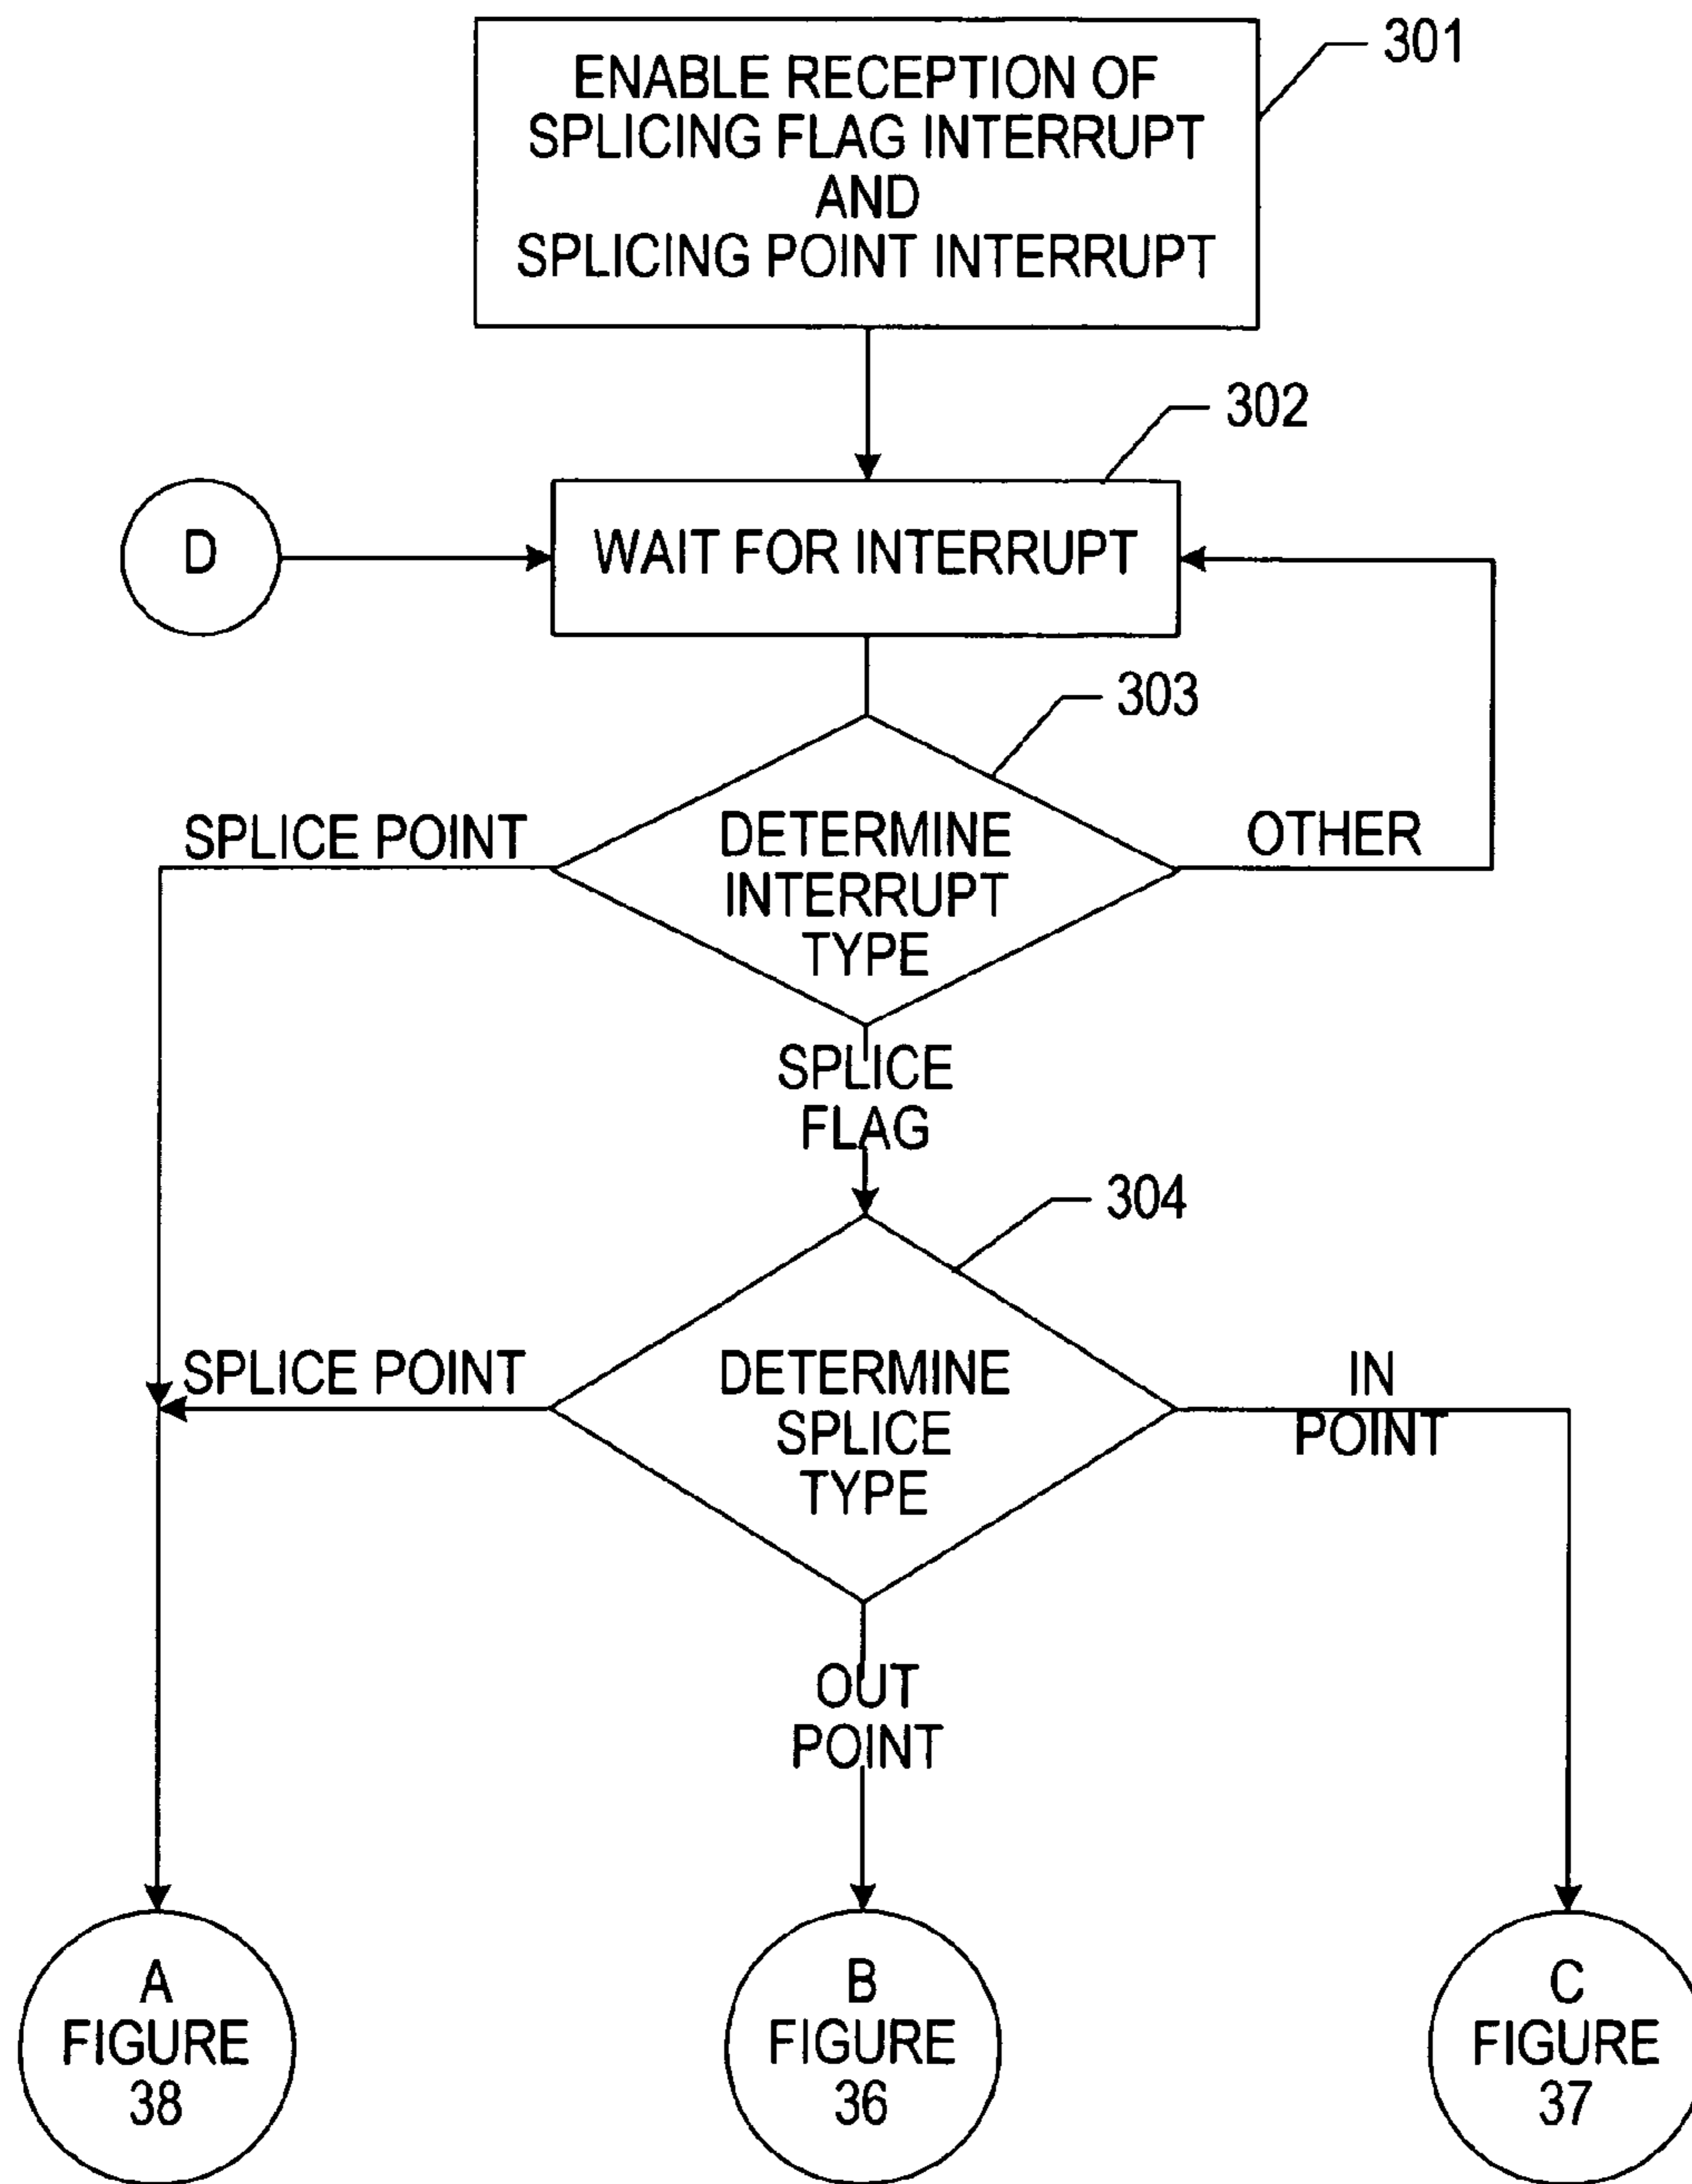 ENABLE RECEPTION OF
SPLICING FLAG INTERRUPT
AND
SPLICING POINT INTERRUPT
301
302
D
WAIT FOR INTERRUPT
303
SPLICE POINT
DETERMINE
INTERRUPT
TYPE
OTHER
SPLICE
FLAG
304
SPLICE POINT
DETERMINE
SPLICE
TYPE
IN
POINT
OUT
POINT
A
FIGURE
38
B
FIGURE
36
C
FIGURE
37